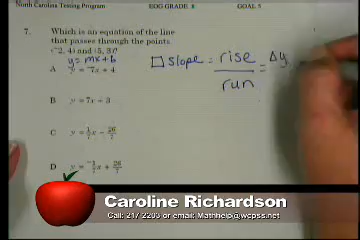 North Carolina Testing Program EOG GRADE 8 GOAL 5
7. Which is an equation of the line
that passes through the points
(-2, 4) and (5, 3)?
y = mx + b
□ slope = rise / run = Δy
A y = -7x + 4
B
C
D
Caroline Richardson
Call: 217-2203 or email: Mathhelp@wcpss.net